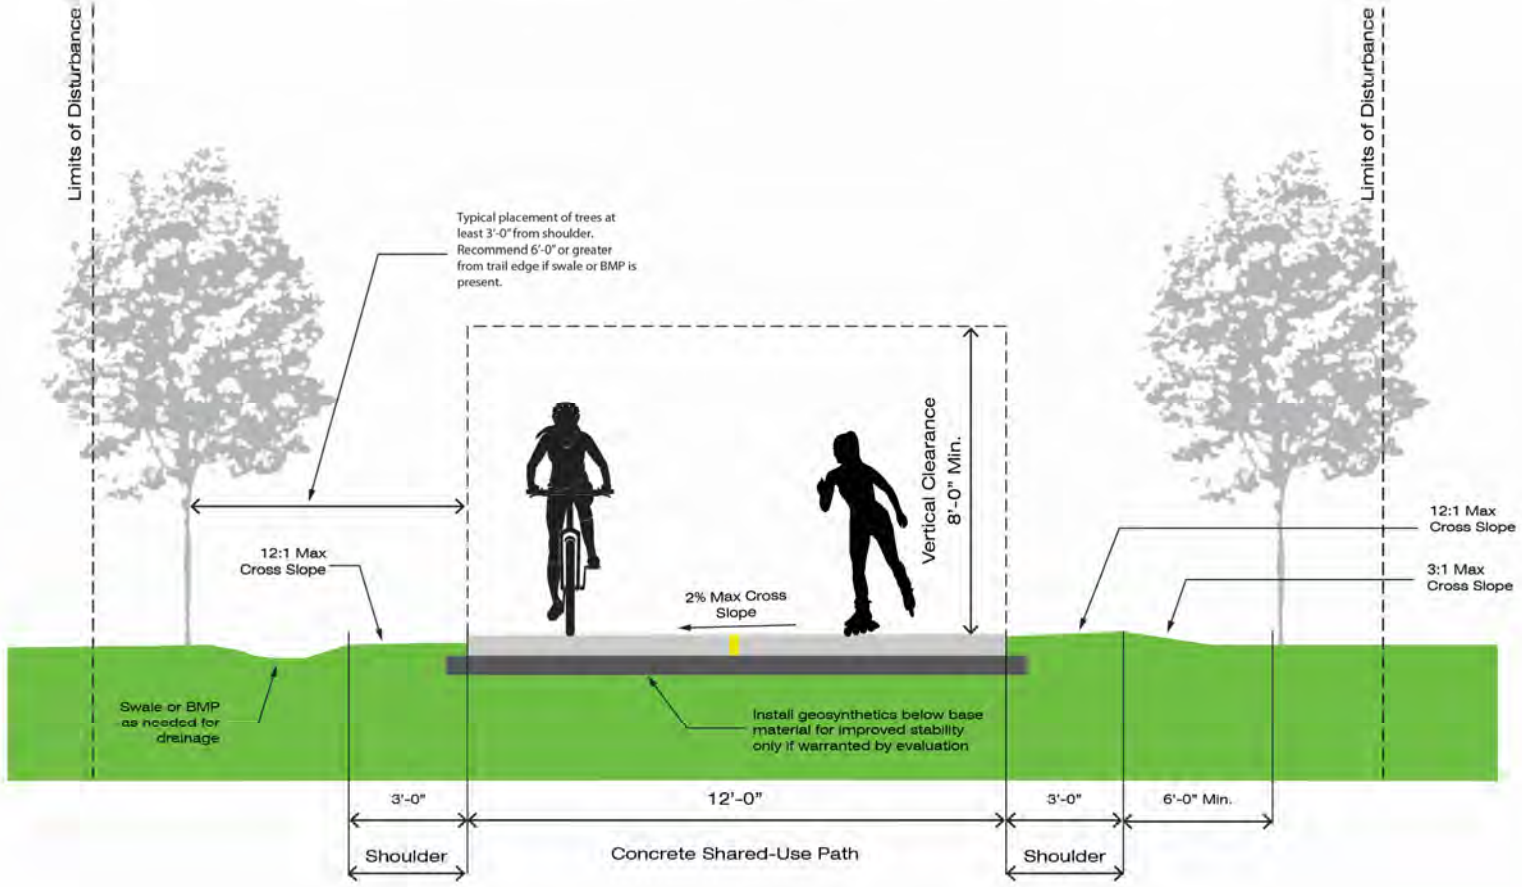 Limits of Disturbance
Limits of Disturbance
Typical placement of trees at
least 3'-0" from shoulder.
Recommend 6'-0" or greater
from trail edge if swale or BMP is
present.
Vertical Clearance
8'-0" Min.
12:1 Max
Cross Slope
3:1 Max
Cross Slope
12:1 Max
Cross Slope
2% Max Cross
Slope
Swale or BMP
as needed for
drainage
Install geosynthetics below base
material for improved stability
only if warranted by evaluation
3'-0"
12'-0"
3'-0"
6'-0" Min.
Shoulder
Concrete Shared-Use Path
Shoulder